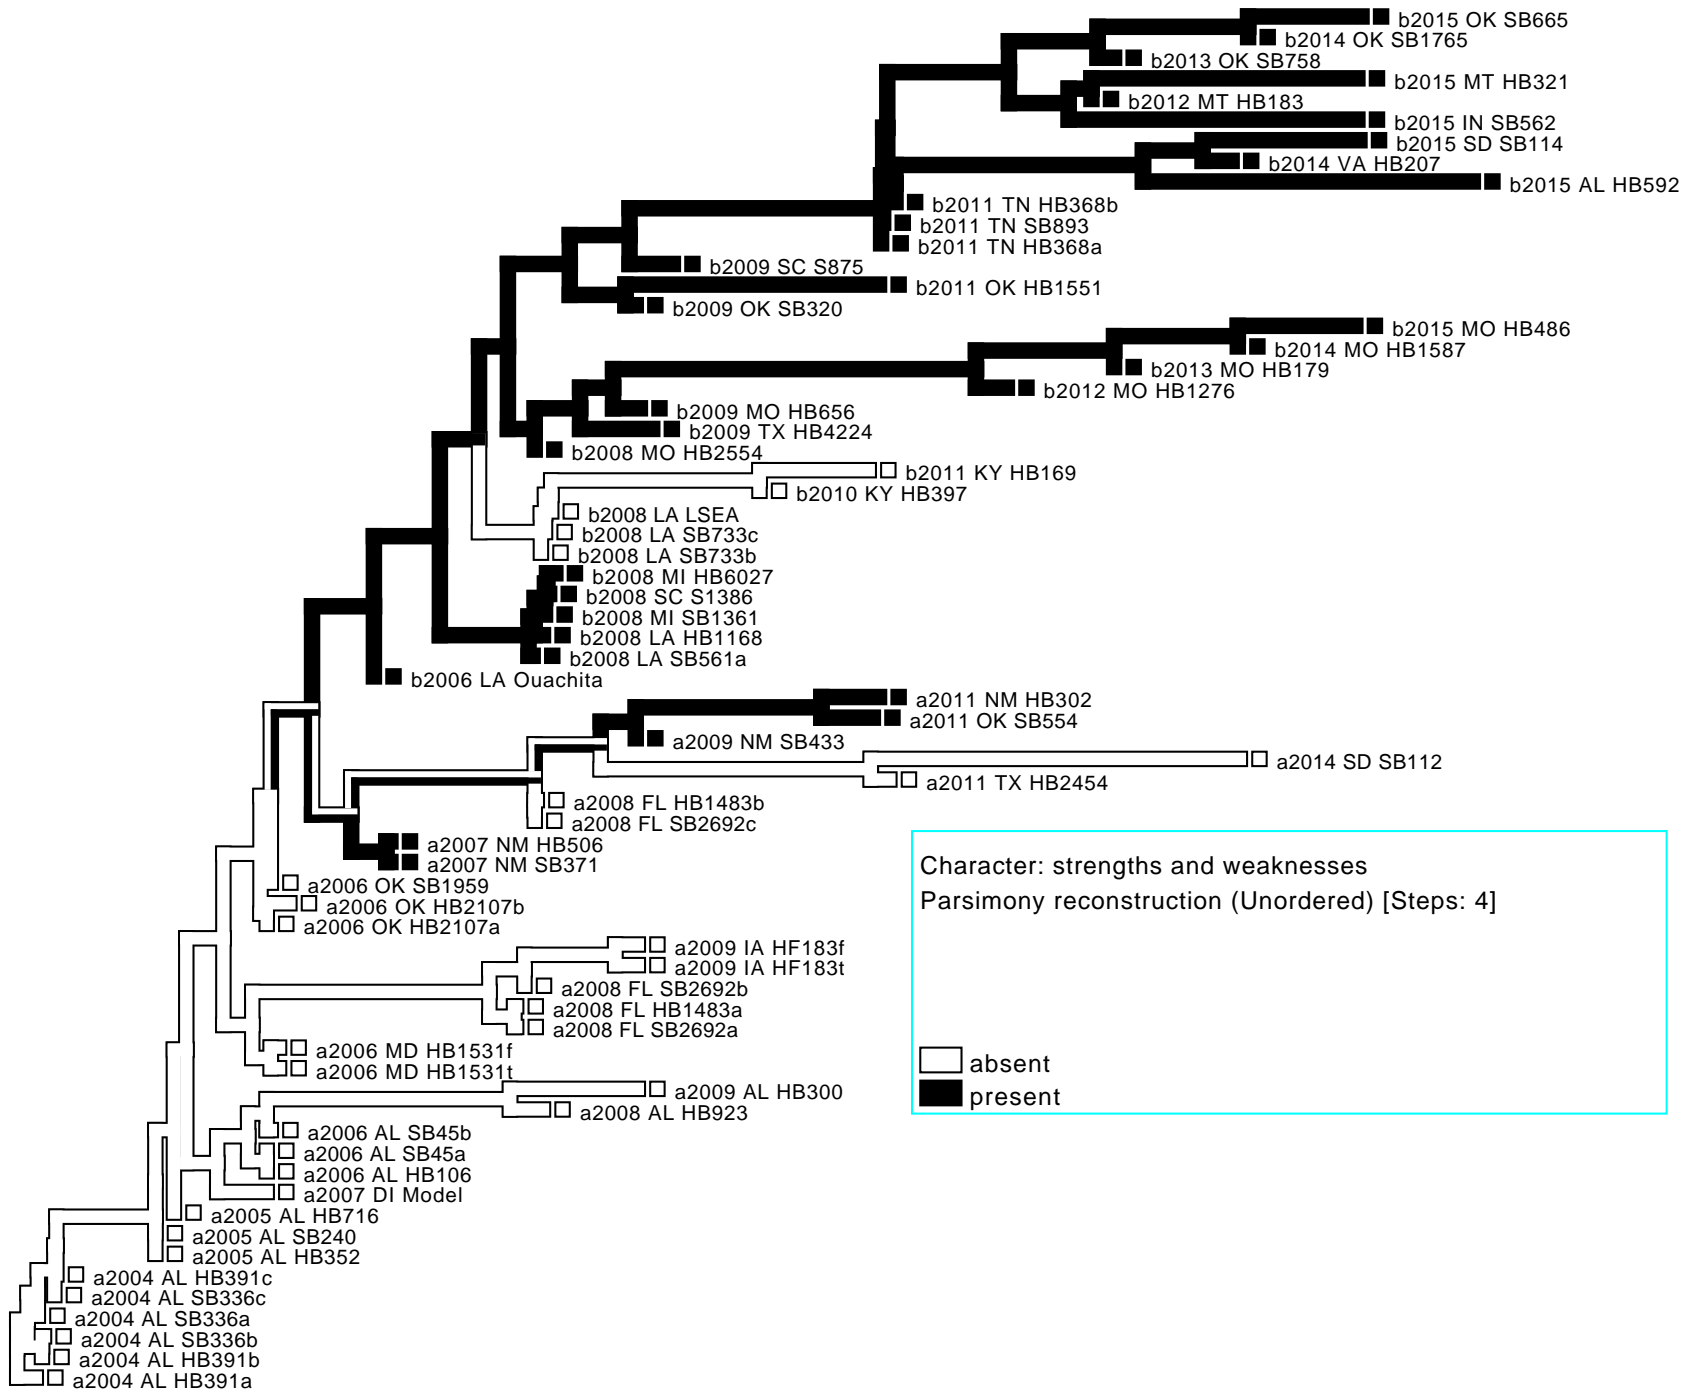 b2015 OK SB665
b2014 OK SB1765
b2013 OK SB758
b2015 MT HB321
b2012 MT HB183
b2015 IN SB562
b2015 SD SB114
b2014 VA HB207
b2015 AL HB592
b2011 TN HB368b
b2011 TN SB893
b2011 TN HB368a
b2009 SC S875
b2011 OK HB1551
b2009 OK SB320
b2015 MO HB486
b2014 MO HB1587
b2013 MO HB179
b2012 MO HB1276
b2009 MO HB656
b2009 TX HB4224
b2008 MO HB2554
b2011 KY HB169
b2010 KY HB397
b2008 LA LSEA
b2008 LA SB733c
b2008 LA SB733b
b2008 MI HB6027
b2008 SC S1386
b2008 MI SB1361
b2008 LA HB1168
b2008 LA SB561a
b2006 LA Ouachita
a2011 NM HB302
a2011 OK SB554
a2009 NM SB433
a2014 SD SB112
a2011 TX HB2454
a2008 FL HB1483b
a2008 FL SB2692c
a2007 NM HB506
a2007 NM SB371
a2006 OK SB1959
a2006 OK HB2107b
a2006 OK HB2107a
a2009 IA HF183f
a2009 IA HF183t
a2008 FL SB2692b
a2008 FL HB1483a
a2008 FL SB2692a
a2006 MD HB1531f
a2006 MD HB1531t
a2009 AL HB300
a2008 AL HB923
a2006 AL SB45b
a2006 AL SB45a
a2006 AL HB106
a2007 DI Model
a2005 AL HB716
a2005 AL SB240
a2005 AL HB352
a2004 AL HB391c
a2004 AL SB336c
a2004 AL SB336a
a2004 AL SB336b
a2004 AL HB391b
a2004 AL HB391a
Character: strengths and weaknesses
Parsimony reconstruction (Unordered) [Steps: 4]
absent
present